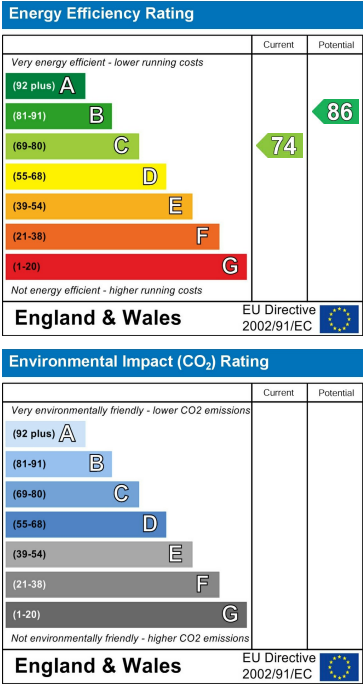 Energy Efficiency Rating
Current Potential
Very energy efficient - lower running costs
(92 plus) A
(81-91) B
86
(69-80) C
74
(55-68) D
(39-54) E
(21-38) F
(1-20) G
Not energy efficient - higher running costs
England & Wales
EU Directive
2002/91/EC
Environmental Impact (CO₂) Rating
Current Potential
Very environmentally friendly - lower CO2 emissions
(92 plus) A
(81-91) B
(69-80) C
(55-68) D
(39-54) E
(21-38) F
(1-20) G
Not environmentally friendly - higher CO2 emissions
England & Wales
EU Directive
2002/91/EC